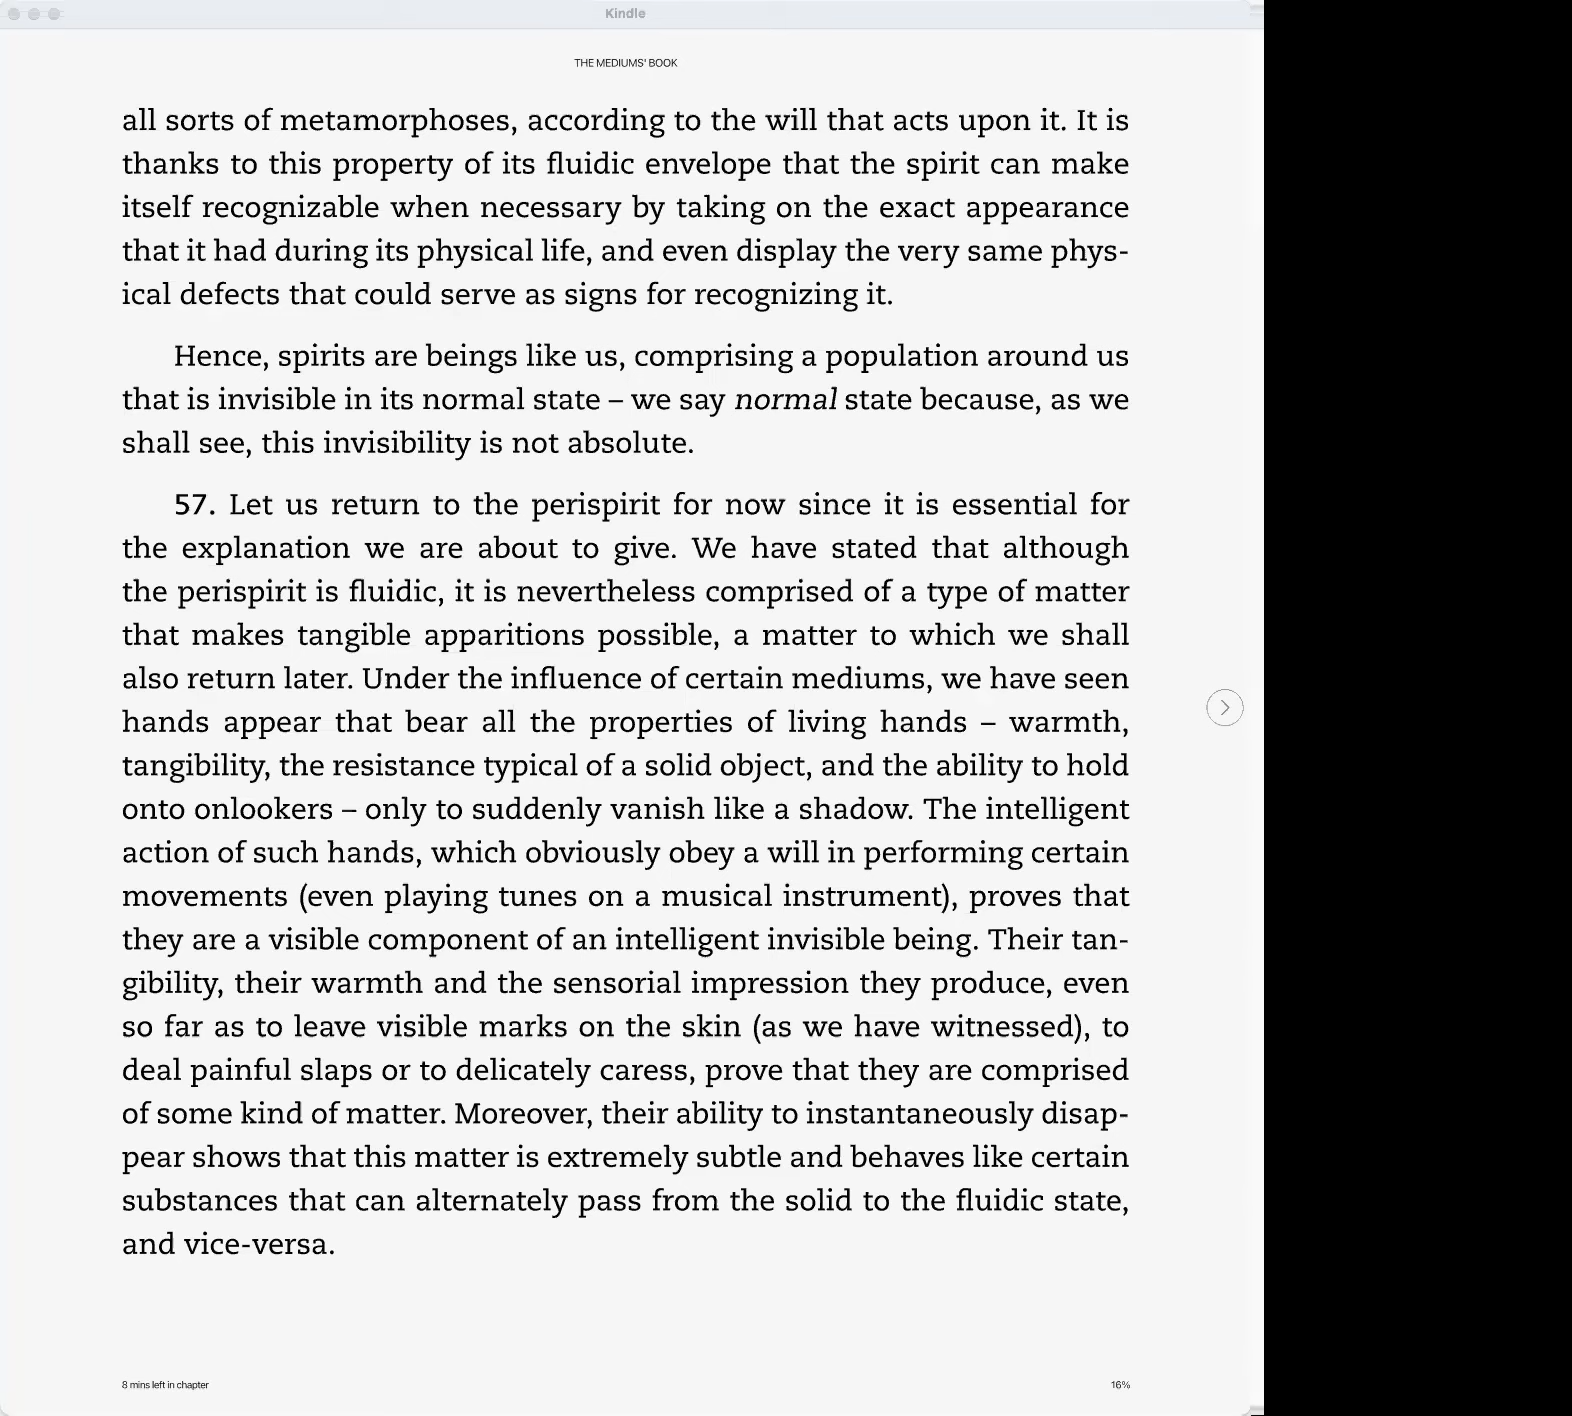 Kindle
THE MEDIUMS' BOOK
all sorts of metamorphoses, according to the will that acts upon it. It is
thanks to this property of its fluidic envelope that the spirit can make
itself recognizable when necessary by taking on the exact appearance
that it had during its physical life, and even display the very same phys-
ical defects that could serve as signs for recognizing it.
Hence, spirits are beings like us, comprising a population around us
that is invisible in its normal state – we say normal state because, as we
shall see, this invisibility is not absolute.
57. Let us return to the perispirit for now since it is essential for
the explanation we are about to give. We have stated that although
the perispirit is fluidic, it is nevertheless comprised of a type of matter
that makes tangible apparitions possible, a matter to which we shall
also return later. Under the influence of certain mediums, we have seen
hands appear that bear all the properties of living hands – warmth,
tangibility, the resistance typical of a solid object, and the ability to hold
onto onlookers – only to suddenly vanish like a shadow. The intelligent
action of such hands, which obviously obey a will in performing certain
movements (even playing tunes on a musical instrument), proves that
they are a visible component of an intelligent invisible being. Their tan-
gibility, their warmth and the sensorial impression they produce, even
so far as to leave visible marks on the skin (as we have witnessed), to
deal painful slaps or to delicately caress, prove that they are comprised
of some kind of matter. Moreover, their ability to instantaneously disap-
pear shows that this matter is extremely subtle and behaves like certain
substances that can alternately pass from the solid to the fluidic state,
and vice-versa.
8 mins left in chapter
16%